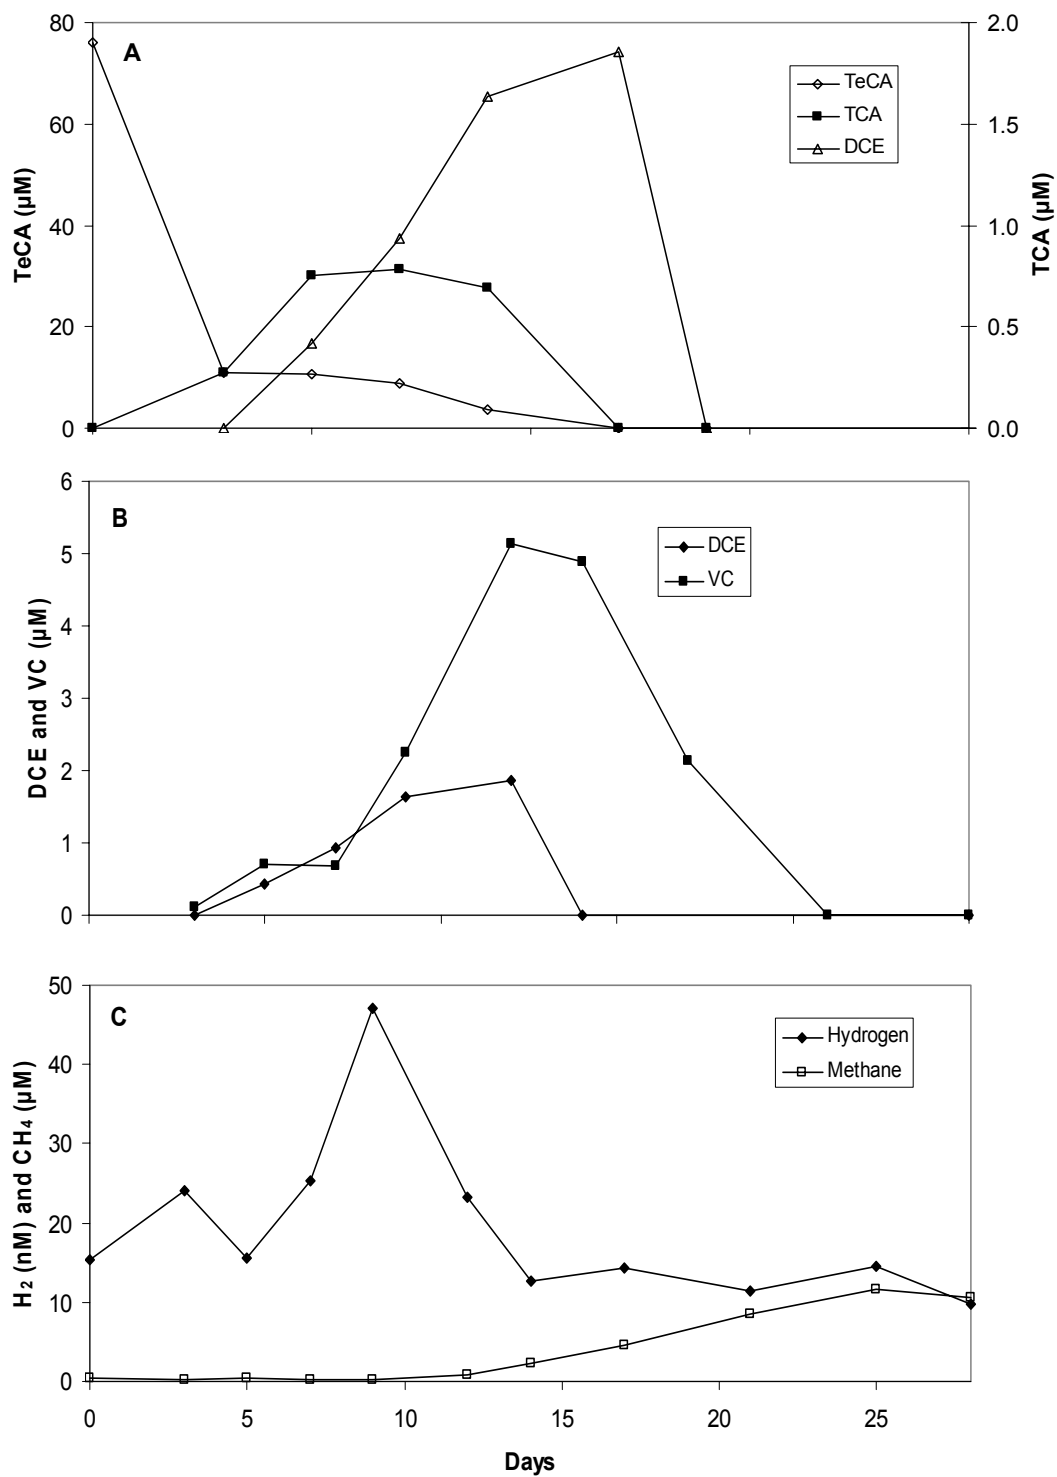 A
TeCA
TCA
DCE
80
60
40
20
0
TeCA (µM)
2.0
1.5
1.0
0.5
0.0
TCA (µM)
B
DCE
VC
6
5
4
3
2
1
0
DCE and VC (µM)
C
Hydrogen
Methane
50
40
30
20
10
0
H₂ (nM) and CH₄ (µM)
0 5 10 15 20 25
Days